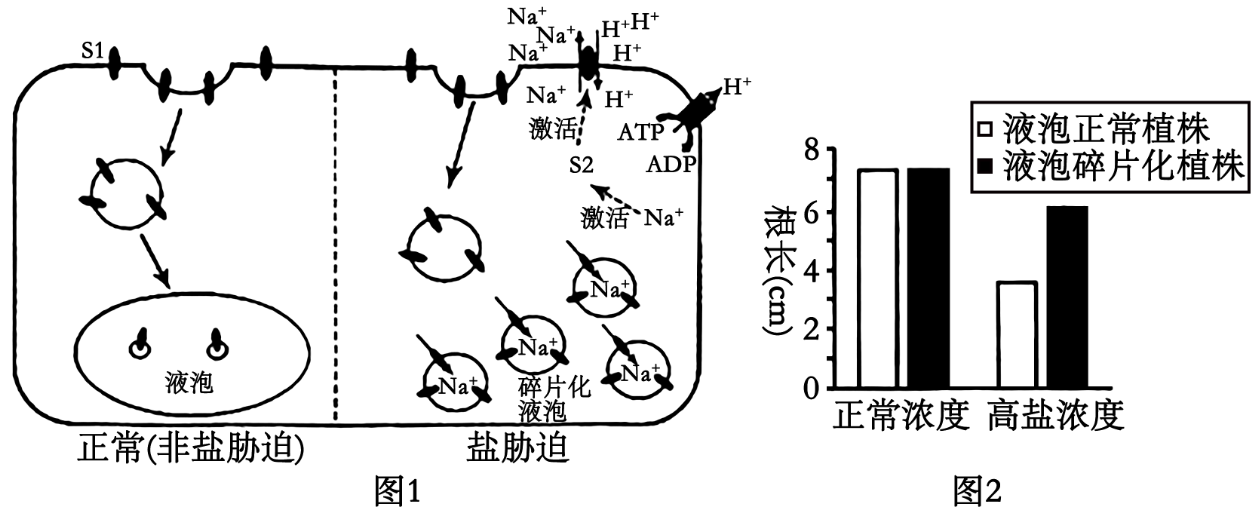 S1
液泡
正常(非盐胁迫)
Na⁺
Na⁺
Na⁺
H⁺H⁺
H⁺
Na⁺
H⁺
激活
S2
激活
Na⁺
ATP
ADP
H⁺
Na⁺
Na⁺
Na⁺
Na⁺
碎片化
液泡
盐胁迫
图1
液泡正常植株
液泡碎片化植株
根长(cm)
8
6
4
2
0
正常浓度
高盐浓度
图2